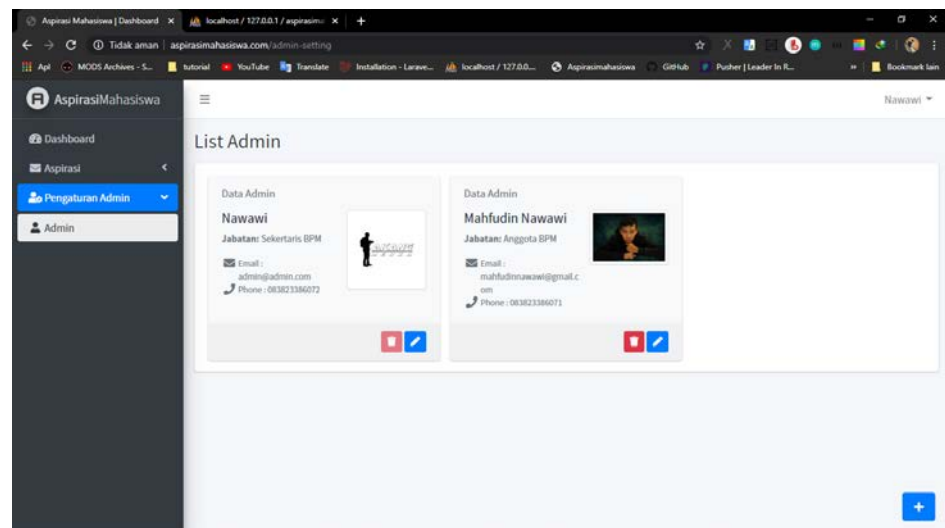 Aspirasi Mahasiswa | Dashboard
localhost / 127.0.0.1 / aspirasima
Tidak aman | aspirasimahasiswa.com/admin-setting
Apl
MODS Archives - S...
tutorial
YouTube
Translate
Installation - Larave...
localhost / 127.0.0....
Aspirasimahasiswa
GitHub
Pusher | Leader In R...
Bookmark lain
AspirasiMahasiswa
Nawawi
Dashboard
Aspirasi
Pengaturan Admin
Admin
List Admin
Data Admin
Nawawi
Jabatan: Sekertaris BPM
Email :
admin@admin.com
Phone : 083823386072
Data Admin
Mahfudin Nawawi
Jabatan: Anggota BPM
Email :
mahfudinnawawi@gmail.c
om
Phone : 083823386071